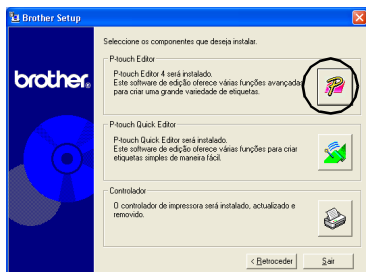 Brother Setup
Seleccione os componentes que deseja instalar.
P-touch Editor
P-touch Editor 4 será instalado.
Este software de edição oferece várias funções avançadas
para criar uma grande variedade de etiquetas.
brother.
P-touch Quick Editor
P-touch Quick Editor será instalado.
Este software de edição oferece várias funções para criar
etiquetas simples de maneira fácil.
Controlador
O controlador de impressora será instalado, actualizado e
removido.
< Retroceder
Sair